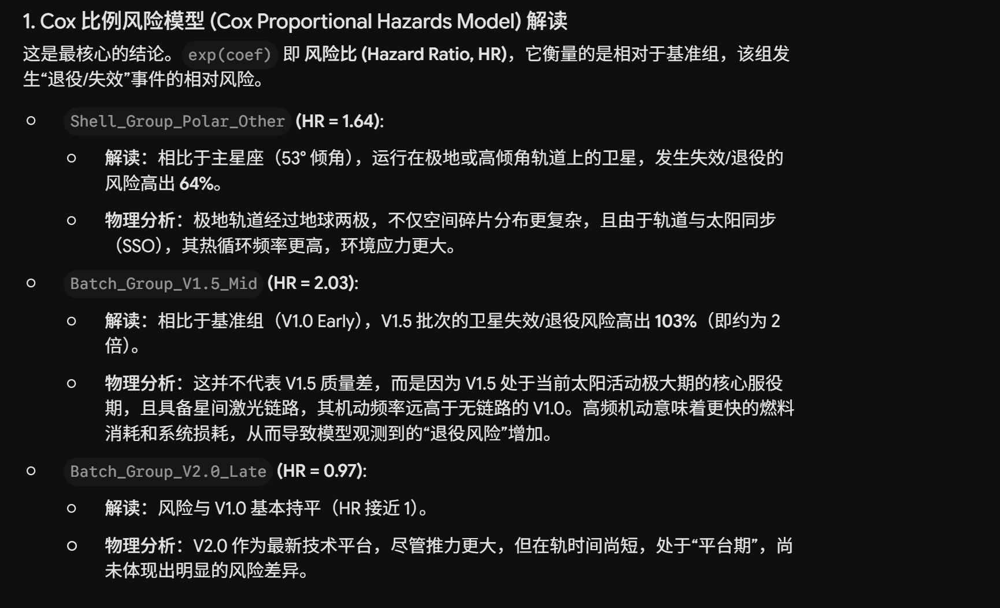 1. Cox 比例风险模型 (Cox Proportional Hazards Model) 解读
这是最核心的结论。 exp(coef) 即 风险比 (Hazard Ratio, HR)，它衡量的是相对于基准组，该组发
生“退役/失效”事件的相对风险。
Shell_Group_Polar_Other (HR = 1.64):
解读：相比于主星座（53° 倾角），运行在极地或高倾角轨道上的卫星，发生失效/退役的
风险高出 64%。
物理分析：极地轨道经过地球两极，不仅空间碎片分布更复杂，且由于轨道与太阳同步
（SSO），其热循环频率更高，环境应力更大。
Batch_Group_V1.5_Mid (HR = 2.03):
解读：相比于基准组（V1.0 Early），V1.5 批次的卫星失效/退役风险高出 103%（即约为 2
倍）。
物理分析：这并不代表 V1.5 质量差，而是因为 V1.5 处于当前太阳活动极大期的核心服役
期，且具备星间激光链路，其机动频率远高于无链路的 V1.0。高频机动意味着更快的燃料
消耗和系统损耗，从而导致模型观测到的“退役风险”增加。
Batch_Group_V2.0_Late (HR = 0.97):
解读：风险与 V1.0 基本持平（HR 接近 1）。
物理分析：V2.0 作为最新技术平台，尽管推力更大，但在轨时间尚短，处于“平台期”，尚
未体现出明显的风险差异。